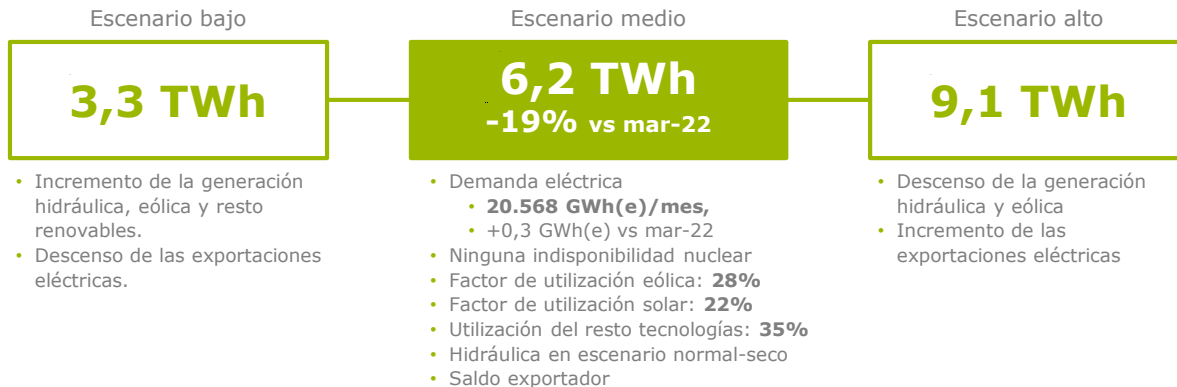 Escenario bajo
3,3 TWh
• Incremento de la generación
hidráulica, eólica y resto
renovables.
• Descenso de las exportaciones
eléctricas.
Escenario medio
6,2 TWh
-19% vs mar-22
• Demanda eléctrica
• 20.568 GWh(e)/mes,
• +0,3 GWh(e) vs mar-22
• Ninguna indisponibilidad nuclear
• Factor de utilización eólica: 28%
• Factor de utilización solar: 22%
• Utilización del resto tecnologías: 35%
• Hidráulica en escenario normal-seco
• Saldo exportador
Escenario alto
9,1 TWh
• Descenso de la generación
hidráulica y eólica
• Incremento de las
exportaciones eléctricas